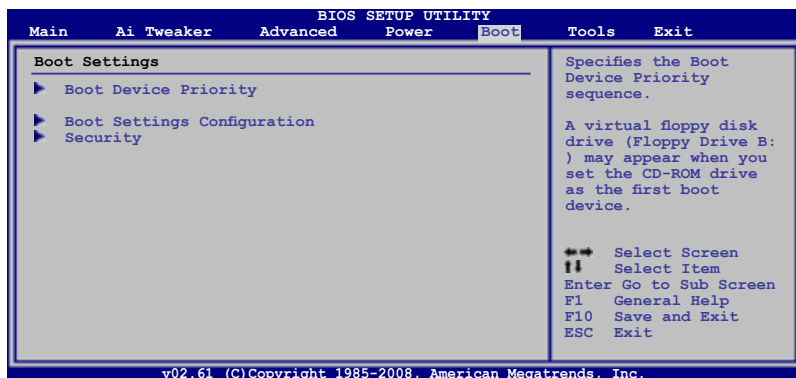 BIOS SETUP UTILITY
Main Ai Tweaker Advanced Power Boot Tools Exit
Boot Settings
Boot Device Priority
Boot Settings Configuration
Security
Specifies the Boot
Device Priority
sequence.
A virtual floppy disk
drive (Floppy Drive B:
) may appear when you
set the CD-ROM drive
as the first boot
device.
Select Screen
Select Item
Enter Go to Sub Screen
F1 General Help
F10 Save and Exit
ESC Exit
v02.61 (C)Copyright 1985-2008, American Megatrends, Inc.